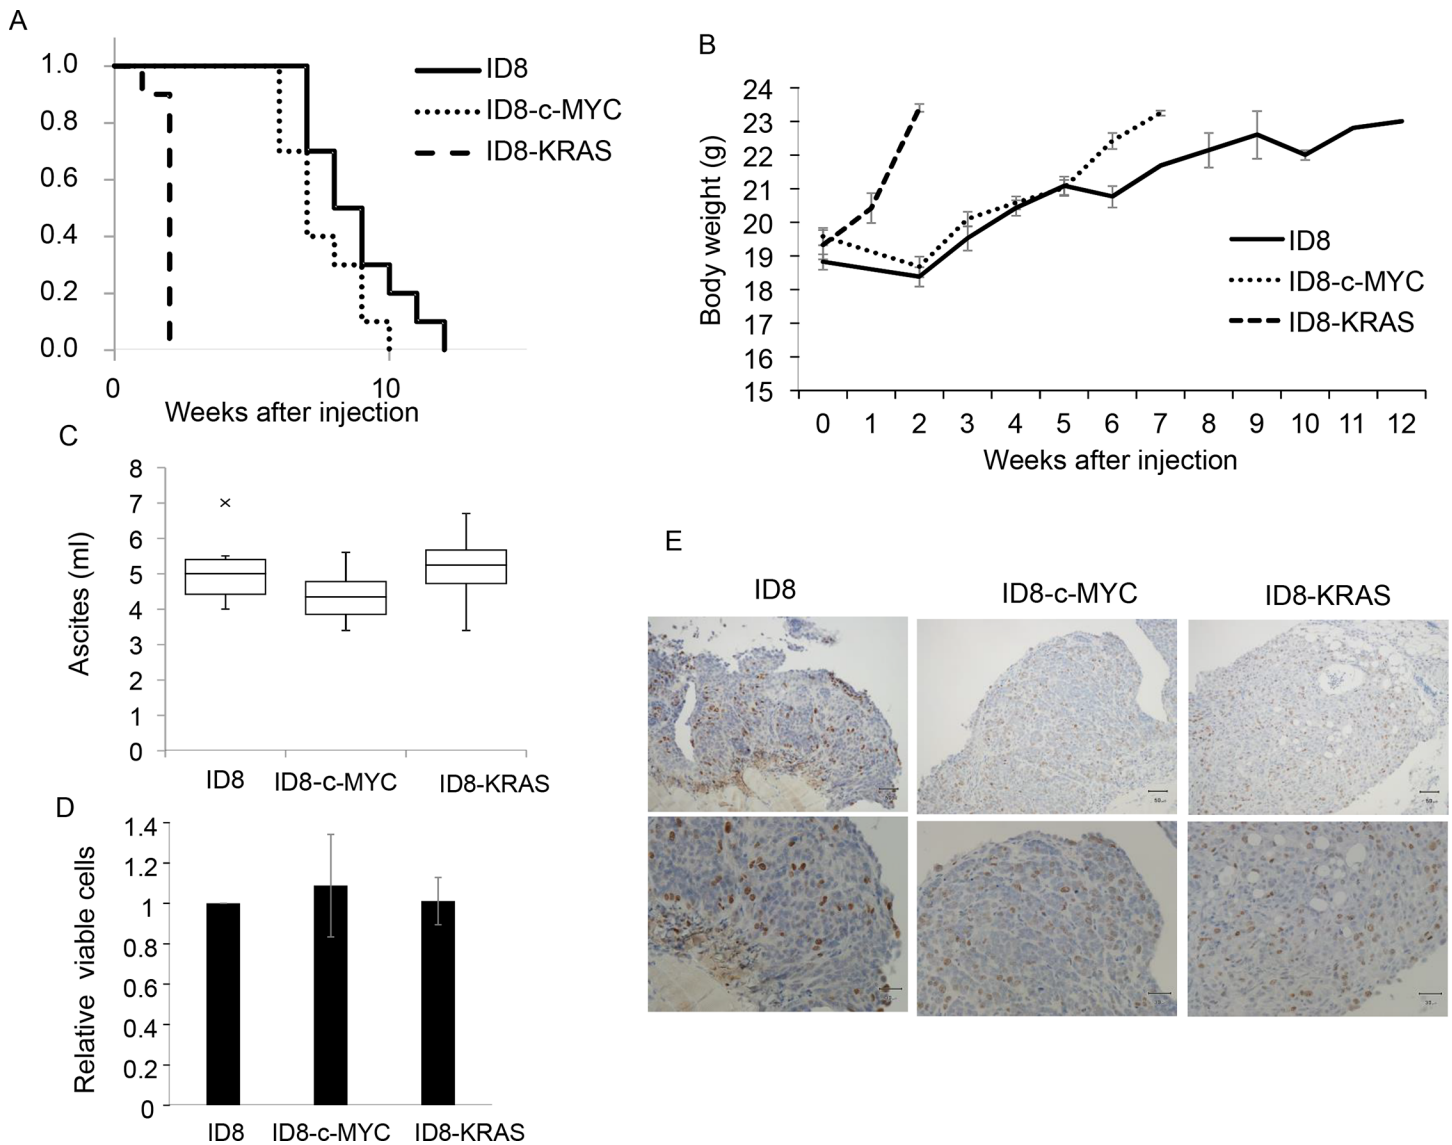 A
1.0
0.8
0.6
0.4
0.2
0.0
0
10
Weeks after injection
ID8
ID8-c-MYC
ID8-KRAS
B
24
23
22
21
20
19
18
17
16
15
Body weight (g)
0 1 2 3 4 5 6 7 8 9 10 11 12
Weeks after injection
ID8
ID8-c-MYC
ID8-KRAS
C
8
7
6
5
4
3
2
1
0
Ascites (ml)
ID8 ID8-c-MYC ID8-KRAS
D
1.4
1.2
1
0.8
0.6
0.4
0.2
0
Relative viable cells
ID8 ID8-c-MYC ID8-KRAS
E
ID8 ID8-c-MYC ID8-KRAS